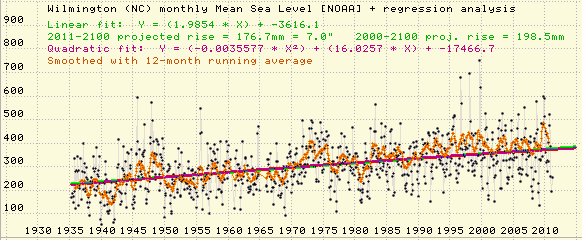 Wilmington (NC) monthly Mean Sea Level [NOAA] + regression analysis
Linear fit: Y = (1.9854 * X) + -3616.1
2011-2100 projected rise = 176.7mm = 7.0" 2000-2100 proj. rise = 198.5mm
Quadratic fit: Y = (-0.0035577 * X²) + (16.0257 * X) + -17466.7
Smoothed with 12-month running average
900
800
700
600
500
400
300
200
100
1930 1935 1940 1945 1950 1955 1960 1965 1970 1975 1980 1985 1990 1995 2000 2005 2010